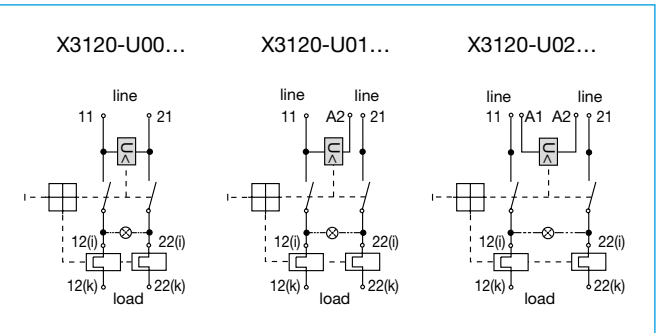 X3120-U00… X3120-U01… X3120-U02…
line line line line line
11 21 11 A2 21 11 A1 A2 21
U< U< U<
12(i) 22(i) 12(i) 22(i) 12(i) 22(i)
12(k) 22(k) 12(k) 22(k) 12(k) 22(k)
load load load